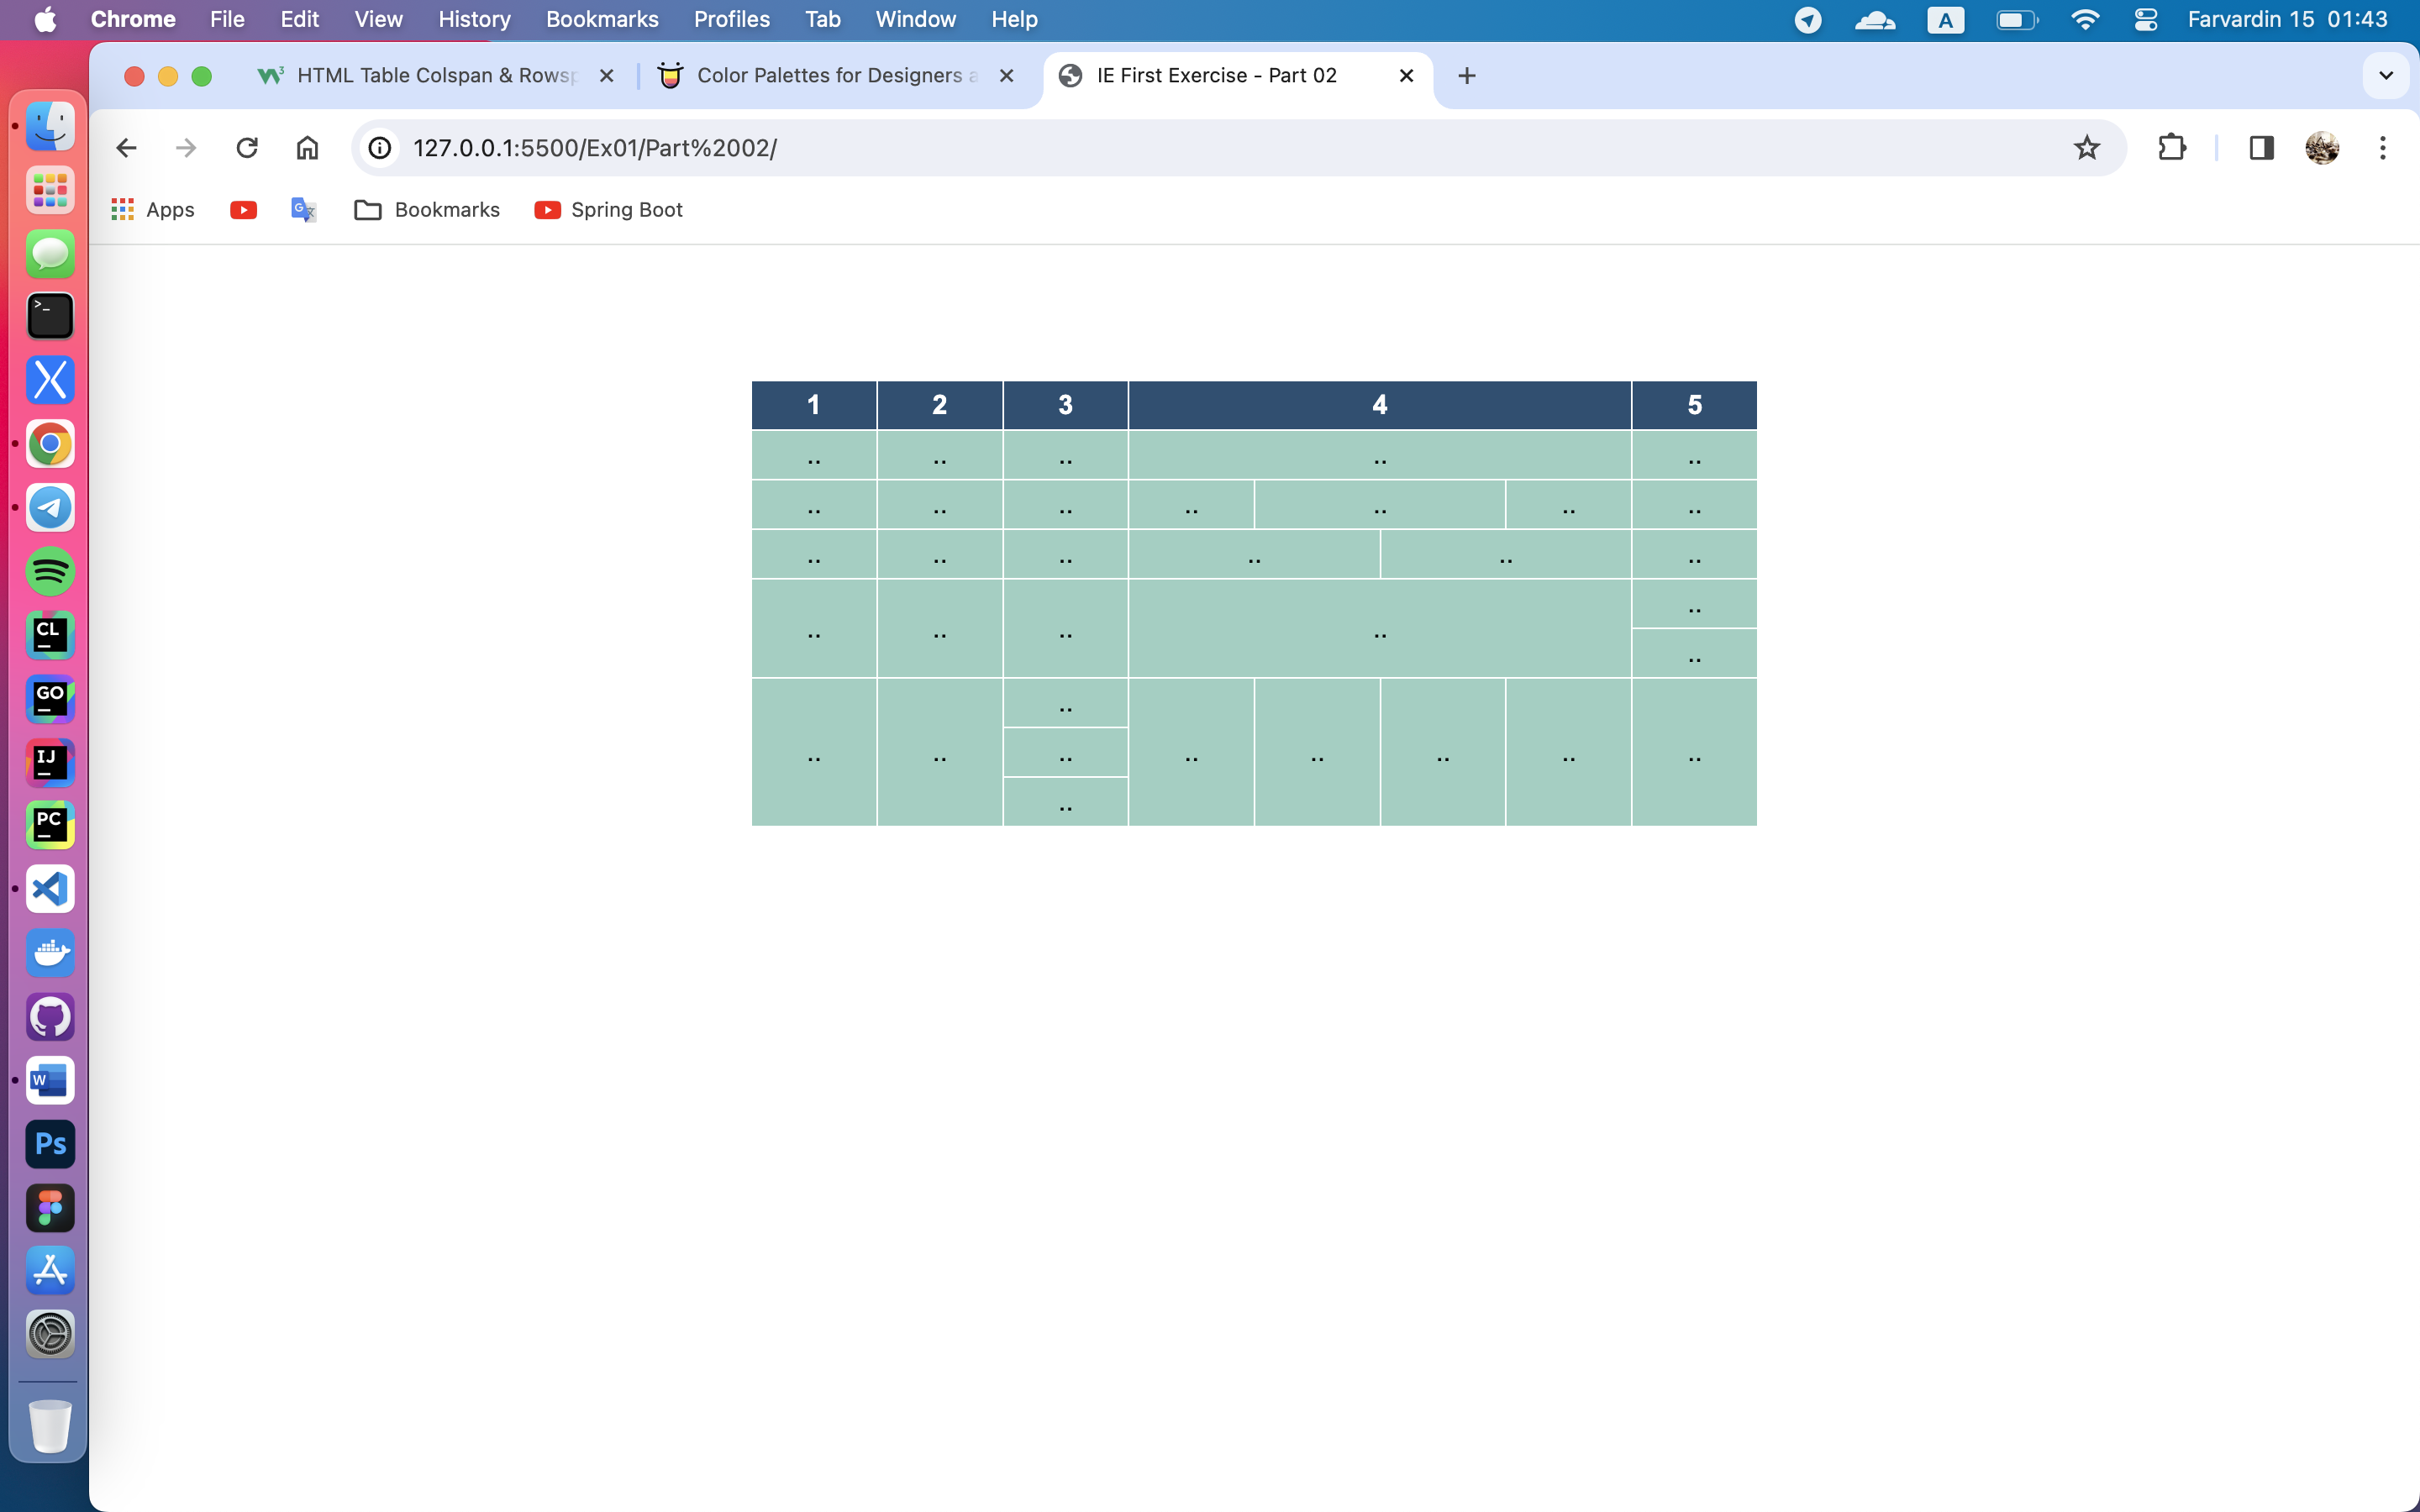 Chrome File Edit View History Bookmarks Profiles Tab Window Help A Farvardin 15 01:43
HTML Table Colspan & Rowsp Color Palettes for Designers a IE First Exercise - Part 02
127.0.0.1:5500/Ex01/Part%2002/
Apps Bookmarks Spring Boot
1 2 3 4 5
.. .. .. .. ..
.. .. .. .. .. .. ..
.. .. .. .. .. ..
.. .. .. .. ..
..
.. .. .. .. .. .. .. ..
..
..
>_
CL
GO
IJ
PC
W
Ps